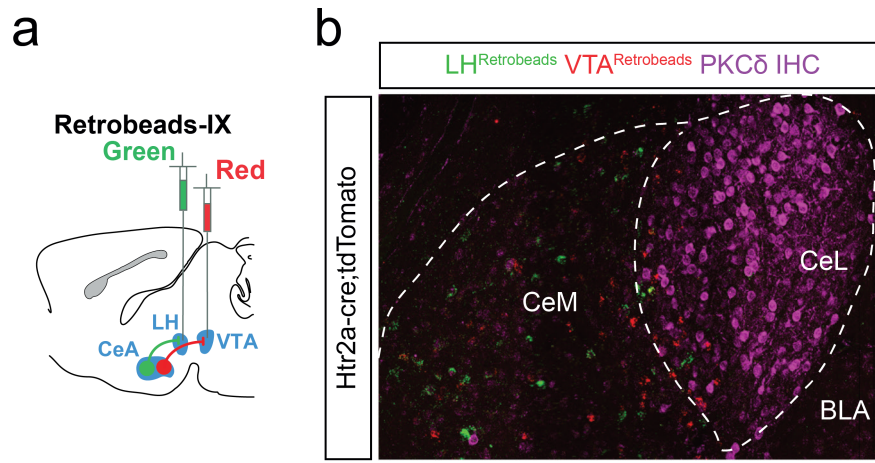 a
Retrobeads-IX
Green
Red
LH
CeA
VTA
b
LHRetrobeads VTARetrobeads PKCδ IHC
Htr2a-cre;tdTomato
CeM
CeL
BLA